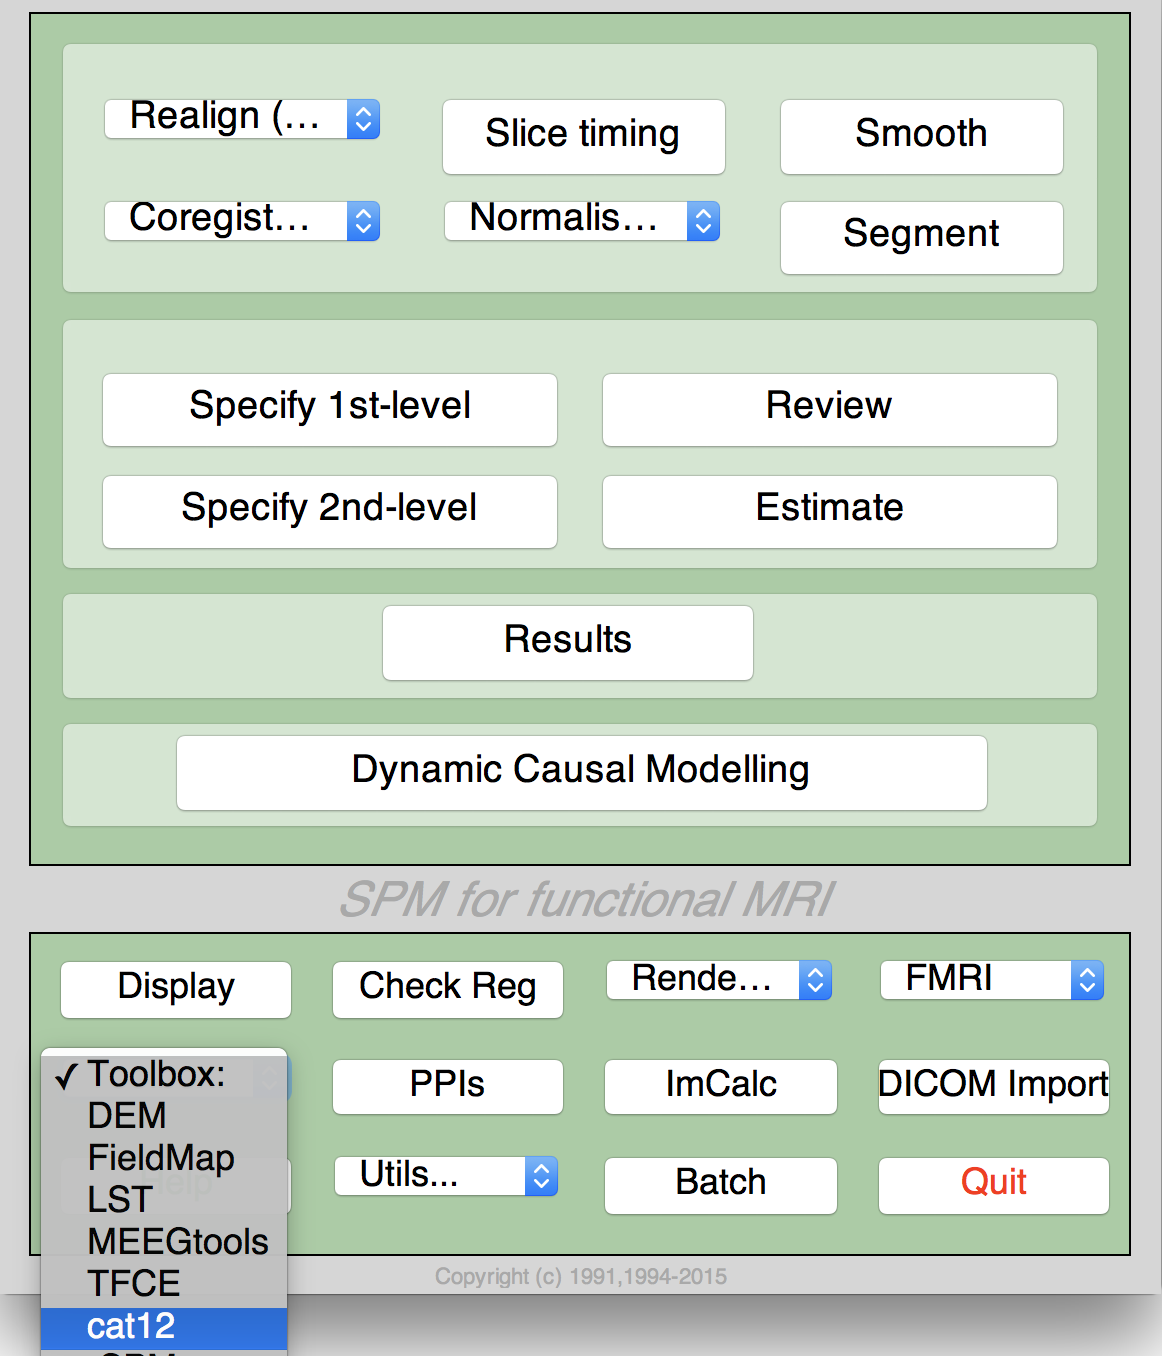 Realign (...
Slice timing
Smooth
Coregist...
Normalis...
Segment
Specify 1st-level
Review
Specify 2nd-level
Estimate
Results
Dynamic Causal Modelling
SPM for functional MRI
Display
Check Reg
Rende...
FMRI
✓ Toolbox:
PPIs
ImCalc
DICOM Import
DEM
FieldMap
Help
LST
Utils...
Batch
Quit
MEEGtools
TFCE
Copyright (c) 1991,1994-2015
cat12